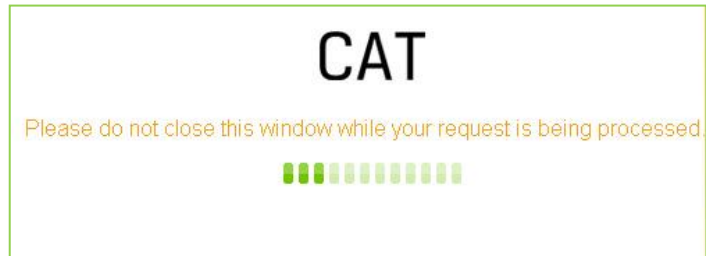 CAT
Please do not close this window while your request is being processed.